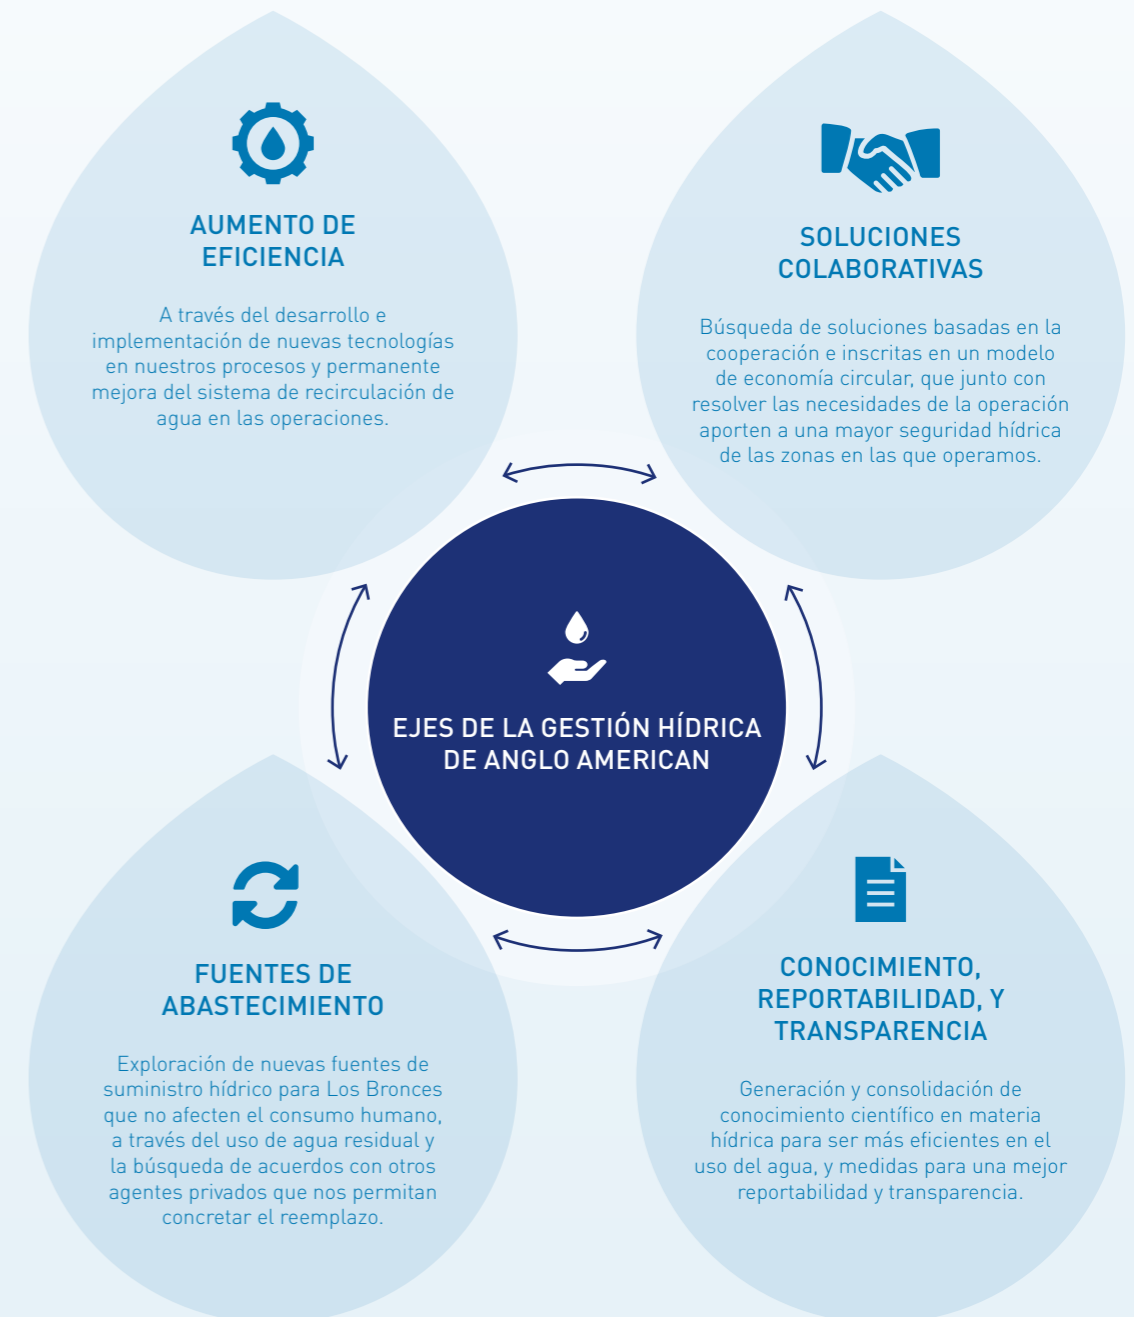 AUMENTO DE
EFICIENCIA
A través del desarrollo e
implementación de nuevas tecnologías
en nuestros procesos y permanente
mejora del sistema de recirculación de
agua en las operaciones.
SOLUCIONES
COLABORATIVAS
Búsqueda de soluciones basadas en la
cooperación e inscritas en un modelo
de economía circular, que junto con
resolver las necesidades de la operación
aporten a una mayor seguridad hídrica
de las zonas en las que operamos.
EJES DE LA GESTIÓN HÍDRICA
DE ANGLO AMERICAN
FUENTES DE
ABASTECIMIENTO
Exploración de nuevas fuentes de
suministro hídrico para Los Bronces
que no afecten el consumo humano,
a través del uso de agua residual y
la búsqueda de acuerdos con otros
agentes privados que nos permitan
concretar el reemplazo.
CONOCIMIENTO,
REPORTABILIDAD, Y
TRANSPARENCIA
Generación y consolidación de
conocimiento científico en materia
hídrica para ser más eficientes en el
uso del agua, y medidas para una mejor
reportabilidad y transparencia.